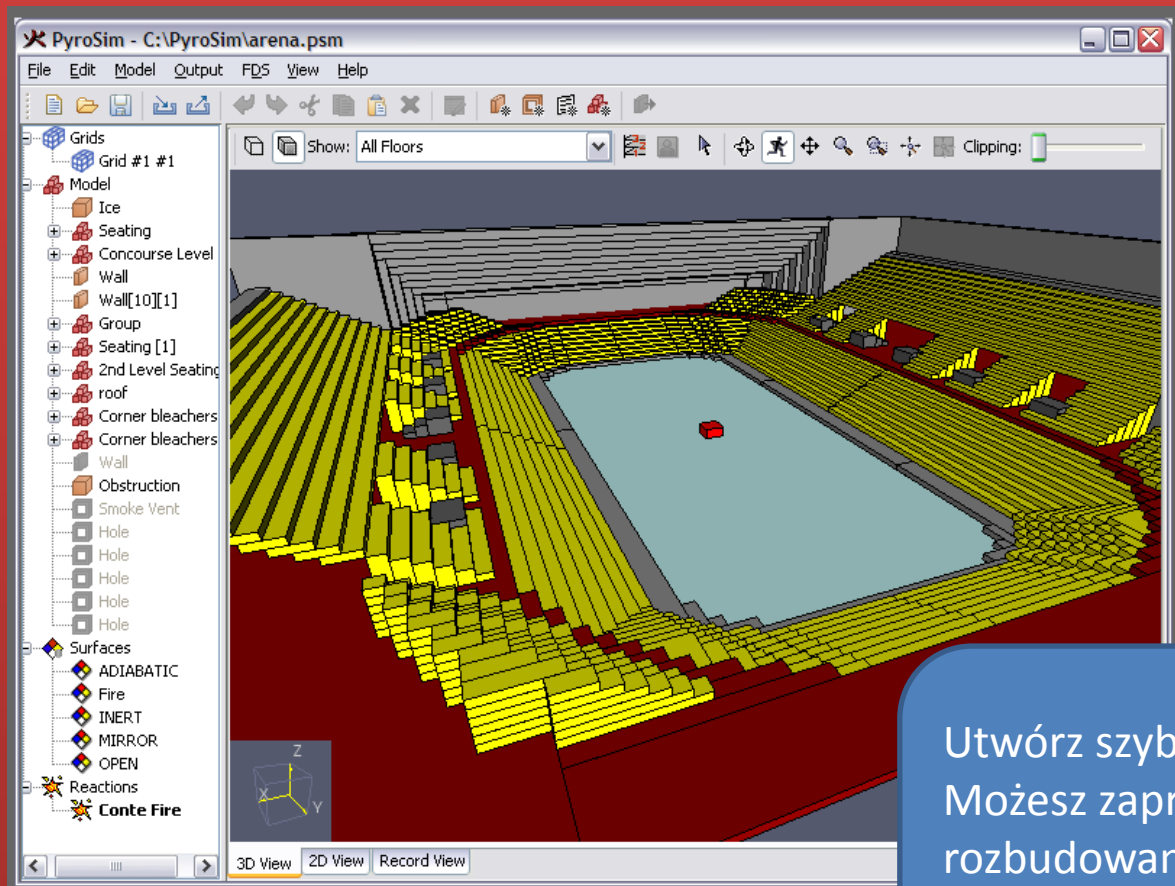 PyroSim - C:\PyroSim\arena.psm
File Edit Model Output FDS View Help
Show: All Floors Clipping:
Grids
Grid #1 #1
Model
Ice
Seating
Concourse Level
Wall
Wall[10][1]
Group
Seating [1]
2nd Level Seating
roof
Corner bleachers
Corner bleachers
Wall
Obstruction
Smoke Vent
Hole
Hole
Hole
Hole
Hole
Surfaces
ADIABATIC
Fire
INERT
MIRROR
OPEN
Reactions
Conte Fire
Z
X
Y
3D View 2D View Record View
Utwórz szyb
Możesz zapr
rozbudowan